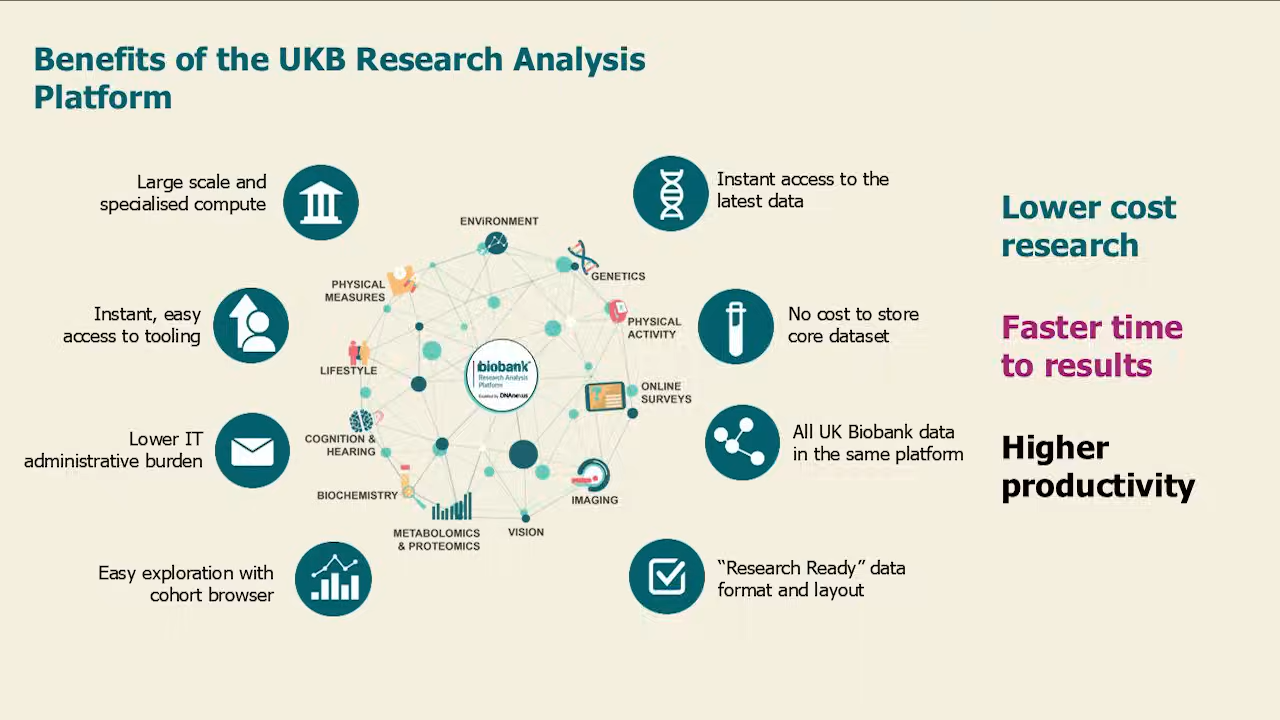 Benefits of the UKB Research Analysis
Platform
Large scale and
specialised compute
Instant, easy
access to tooling
Lower IT
administrative burden
Easy exploration with
cohort browser
ENViRONMENT
GENETICS
PHYSICAL
ACTIVITY
ONLINE
SURVEYS
IMAGING
VISION
METABOLOMICS
& PROTEOMICS
BIOCHEMISTRY
COGNITION &
HEARING
LIFESTYLE
PHYSICAL
MEASURES
biobank
Research Analysis
Platform
Enabled by DNAnexus
Instant access to the
latest data
No cost to store
core dataset
All UK Biobank data
in the same platform
“Research Ready” data
format and layout
Lower cost
research
Faster time
to results
Higher
productivity